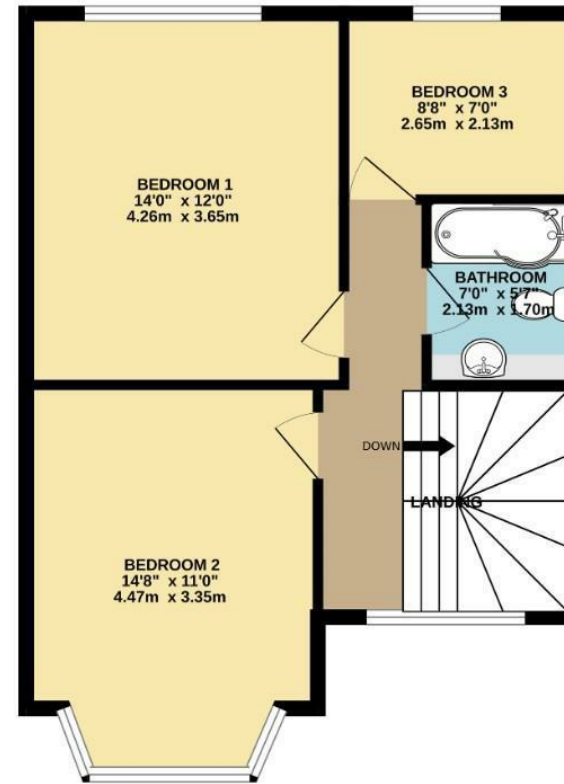 BEDROOM 1
14'0" x 12'0"
4.26m x 3.65m
BEDROOM 3
8'8" x 7'0"
2.65m x 2.13m
BATHROOM
7'0" x 5'7"
2.13m x 1.70m
DOWN
LANDING
BEDROOM 2
14'8" x 11'0"
4.47m x 3.35m